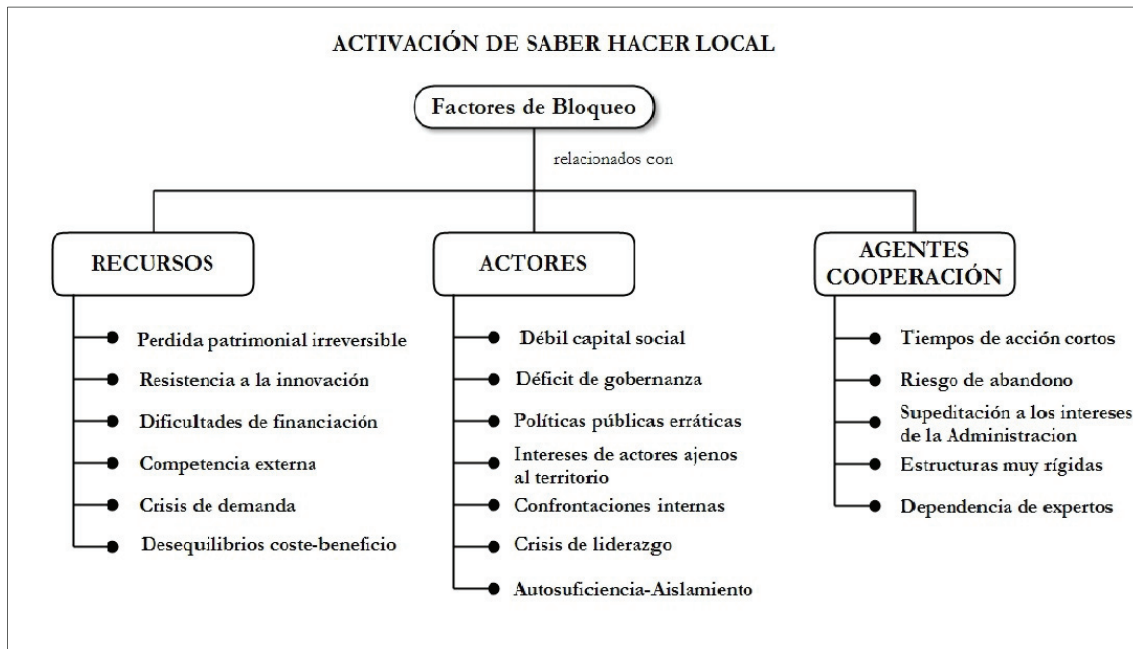 ACTIVACIÓN DE SABER HACER LOCAL
Factores de Bloqueo
relacionados con
RECURSOS
Perdida patrimonial irreversible
Resistencia a la innovación
Dificultades de financiación
Competencia externa
Crisis de demanda
Desequilibrios coste-beneficio
ACTORES
Débil capital social
Déficit de gobernanza
Políticas públicas erráticas
Intereses de actores ajenos
al territorio
Confrontaciones internas
Crisis de liderazgo
Autosuficiencia-Aislamiento
AGENTES
COOPERACIÓN
Tiempos de acción cortos
Riesgo de abandono
Supeditación a los intereses
de la Administracion
Estructuras muy rígidas
Dependencia de expertos